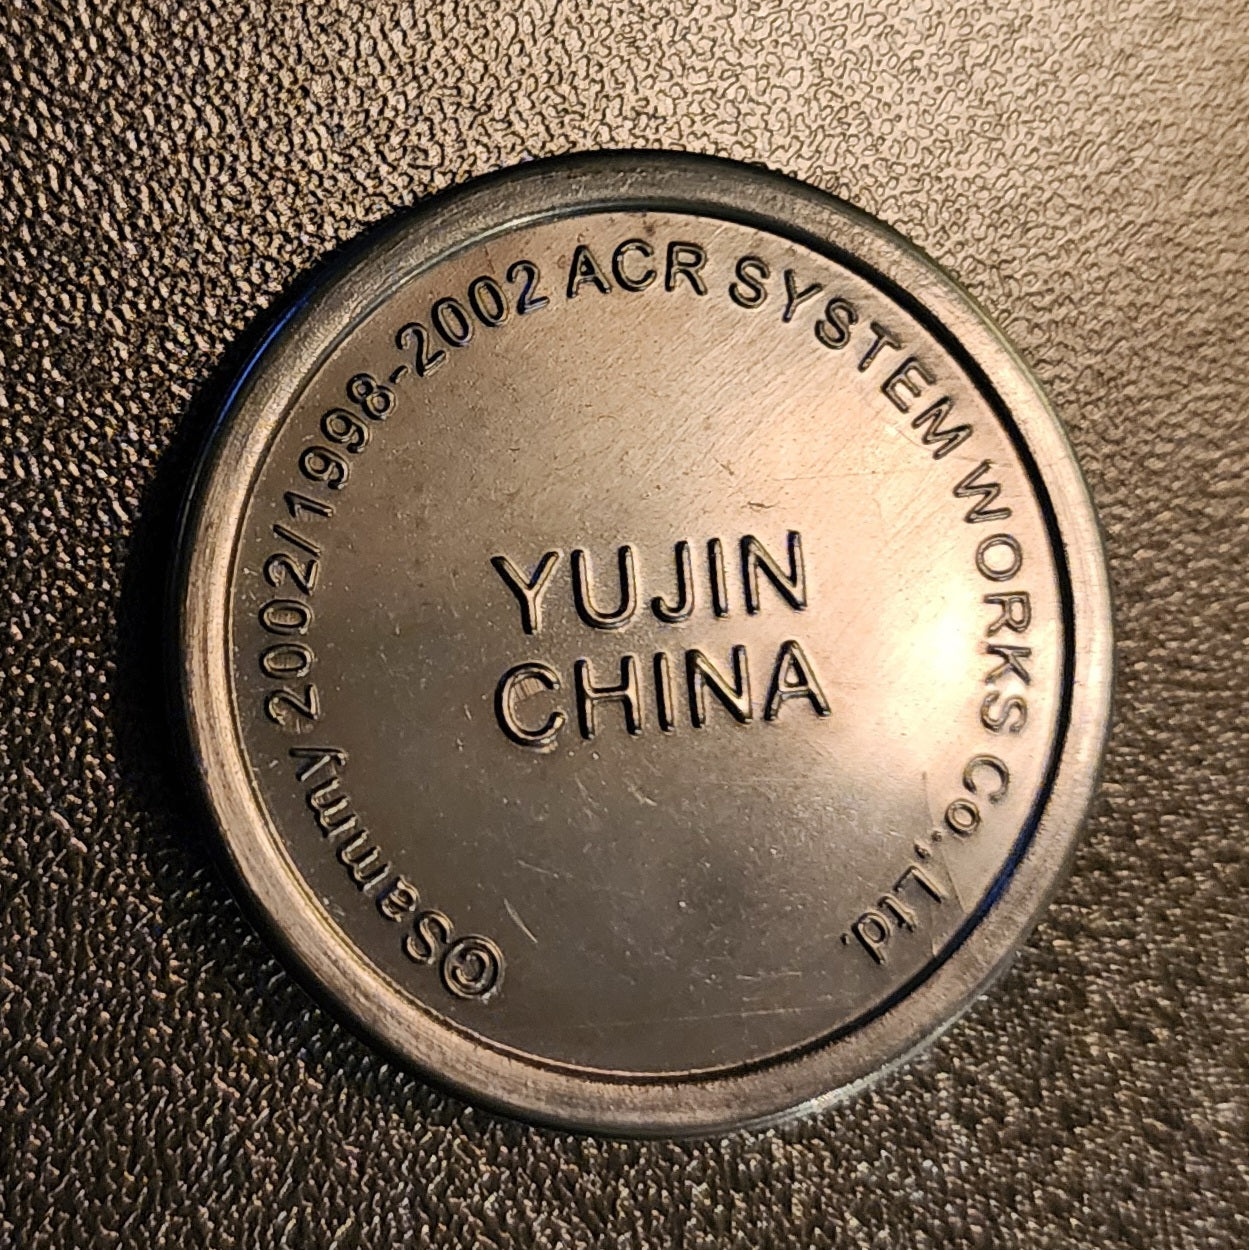 ©Sammy 2002/1998-2002 ACR SYSTEM WORKS Co.,Ltd.
YUJIN
CHINA